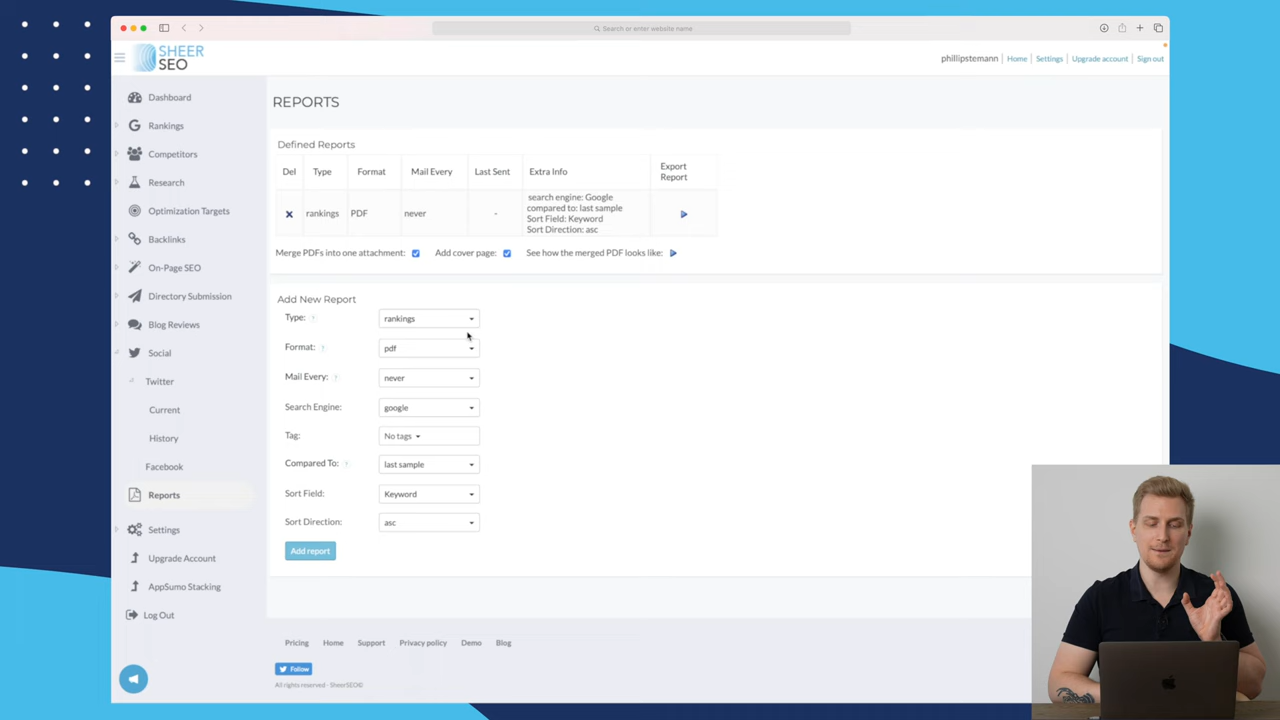 Search or enter website name
SHEER
SEO
phillipstemann
Home
Settings
Upgrade account
Sign out
Dashboard
Rankings
Competitors
Research
Optimization Targets
Backlinks
On-Page SEO
Directory Submission
Blog Reviews
Social
Twitter
Current
History
Facebook
Reports
Settings
Upgrade Account
AppSumo Stacking
Log Out
REPORTS
Defined Reports
Del Type Format Mail Every Last Sent Extra Info Export
Report
rankings PDF never - search engine: Google
compared to: last sample
Sort Field: Keyword
Sort Direction: asc
Merge PDFs into one attachment: Add cover page: See how the merged PDF looks like:
Add New Report
Type: ? rankings
Format: ? pdf
Mail Every: ? never
Search Engine: google
Tag: No tags
Compared To: ? last sample
Sort Field: Keyword
Sort Direction: asc
Add report
Pricing Home Support Privacy policy Demo Blog
Follow
All rights reserved - SheerSEO©